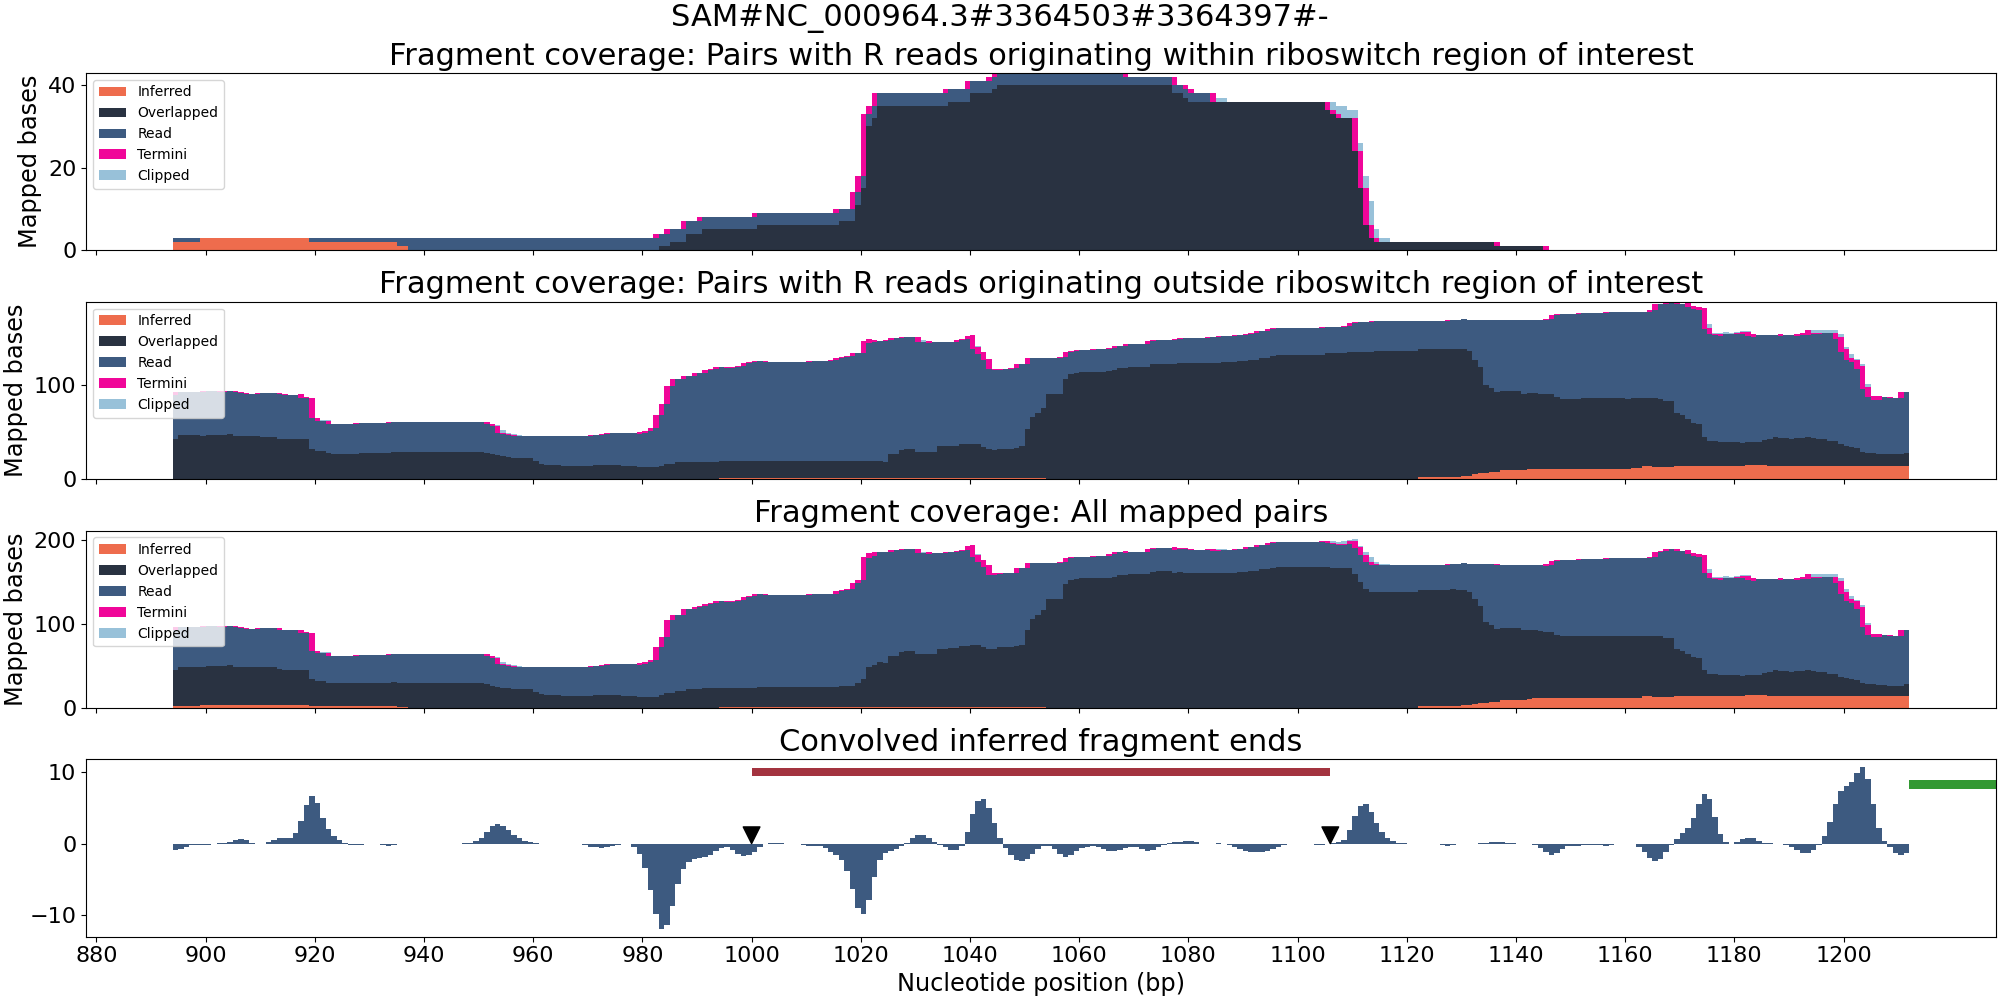 SAM#NC_000964.3#3364503#3364397#-
Fragment coverage: Pairs with R reads originating within riboswitch region of interest
Mapped bases
40
20
0
Inferred
Overlapped
Read
Termini
Clipped
Fragment coverage: Pairs with R reads originating outside riboswitch region of interest
Mapped bases
100
0
Inferred
Overlapped
Read
Termini
Clipped
Fragment coverage: All mapped pairs
Mapped bases
200
100
0
Inferred
Overlapped
Read
Termini
Clipped
Convolved inferred fragment ends
10
0
−10
880 900 920 940 960 980 1000 1020 1040 1060 1080 1100 1120 1140 1160 1180 1200
Nucleotide position (bp)